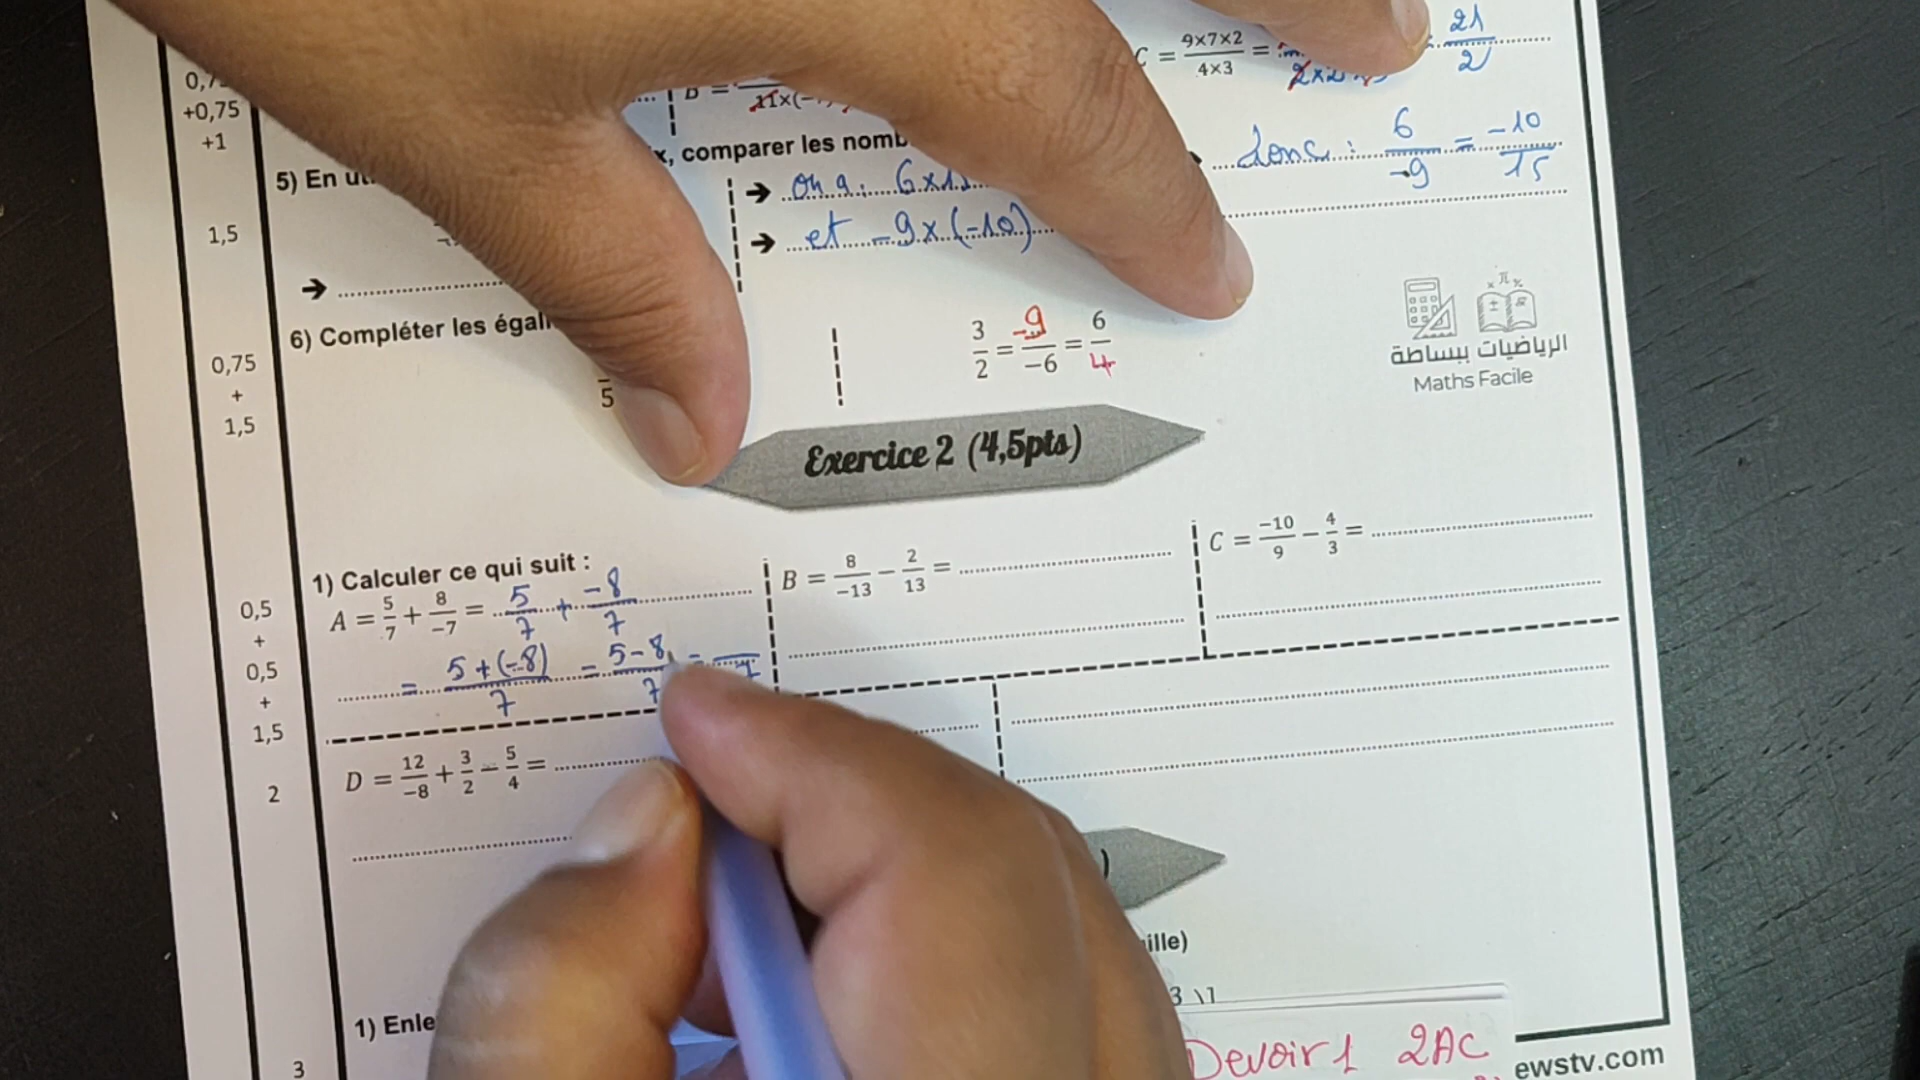 C = 9×7×2 / 4×3 = 21/2
0,7
+0,75
+1
5) En
comparer les nomb
→ on a :
→ et -9×(-10)
donc : 6/-9 = -10/15
1,5
→
6) Compléter les égal
5
3/2 = -9/-6 = 6/4
0,75
+
1,5
الرياضيات ببساطة
Maths Facile
Exercice 2 (4,5pts)
1) Calculer ce qui suit :
A = 5/7 + 8/-7 = 5/7 + -8/7
= 5+(-8)/7 = 5-8/7 =
B = 8/-13 - 2/13 =
C = -10/9 - 4/3 =
0,5
+
0,5
+
1,5
D = 12/-8 + 3/2 - 5/4 =
2
)
ille)
1) Enle
3
Devoir 1 2AC
ewstv.com